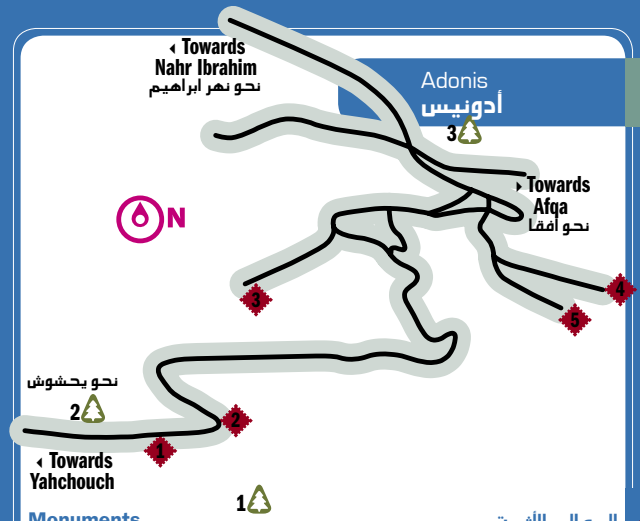 ◂ Towards
Nahr Ibrahim
نحو نهر ابراهيم
Adonis
أدونيس
3
▸ Towards
Afqa
نحو أفقا
N
4
3
5
نحو يحشوش
2
2
1
◂ Towards
Yahchouch
1
Monuments